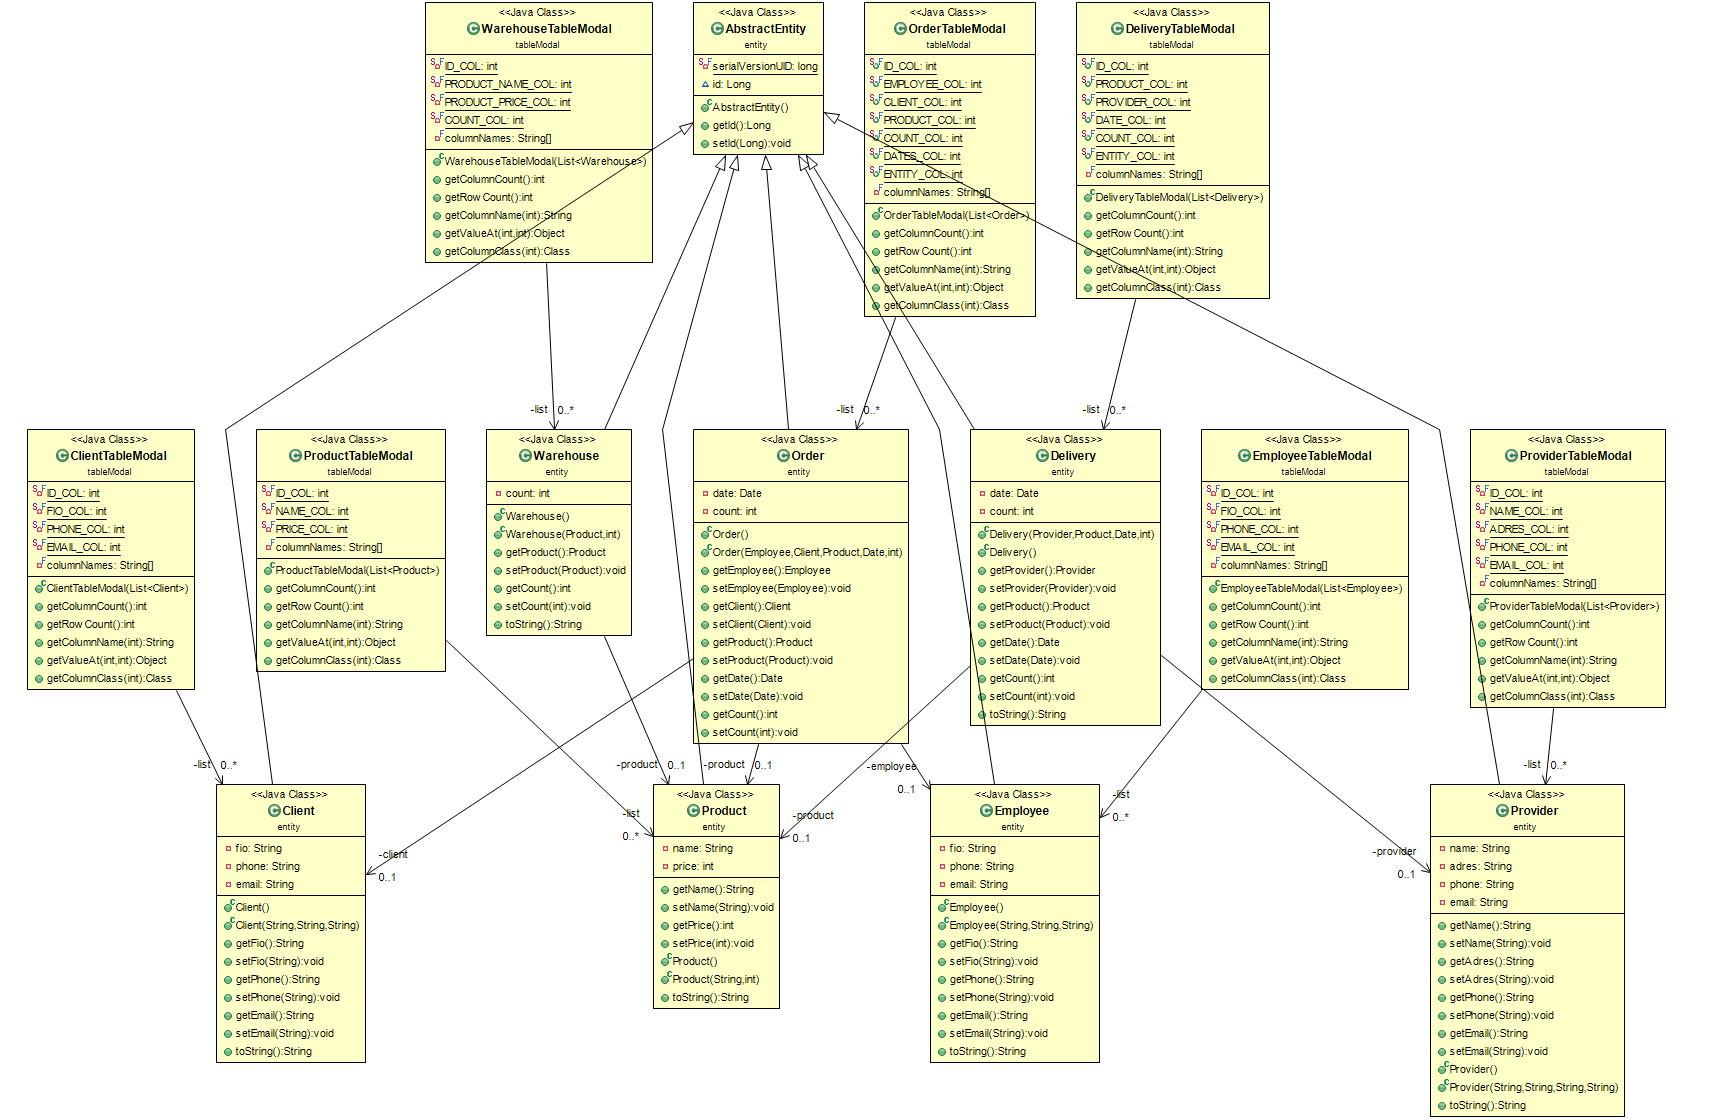 <<Java Class>>
WarehouseTableModal
tableModal
ID_COL: int
PRODUCT_NAME_COL: int
PRODUCT_PRICE_COL: int
COUNT_COL: int
columnNames: String[]
WarehouseTableModal(List<Warehouse>)
getColumnCount():int
getRowCount():int
getColumnName(int):String
getValueAt(int,int):Object
getColumnClass(int):Class
<<Java Class>>
AbstractEntity
entity
serialVersionUID: long
id: Long
AbstractEntity()
getId():Long
setId(Long):void
<<Java Class>>
OrderTableModal
tableModal
ID_COL: int
EMPLOYEE_COL: int
CLIENT_COL: int
PRODUCT_COL: int
COUNT_COL: int
DATES_COL: int
ENTITY_COL: int
columnNames: String[]
OrderTableModal(List<Order>)
getColumnCount():int
getRowCount():int
getColumnName(int):String
getValueAt(int,int):Object
getColumnClass(int):Class
<<Java Class>>
DeliveryTableModal
tableModal
ID_COL: int
PRODUCT_COL: int
PROVIDER_COL: int
DATE_COL: int
COUNT_COL: int
ENTITY_COL: int
columnNames: String[]
DeliveryTableModal(List<Delivery>)
getColumnCount():int
getRowCount():int
getColumnName(int):String
getValueAt(int,int):Object
getColumnClass(int):Class
-list 0..*
-list 0..*
-list 0..*
<<Java Class>>
ClientTableModal
tableModal
ID_COL: int
FIO_COL: int
PHONE_COL: int
EMAIL_COL: int
columnNames: String[]
ClientTableModal(List<Client>)
getColumnCount():int
getRowCount():int
getColumnName(int):String
getValueAt(int,int):Object
getColumnClass(int):Class
<<Java Class>>
ProductTableModal
tableModal
ID_COL: int
NAME_COL: int
PRICE_COL: int
columnNames: String[]
ProductTableModal(List<Product>)
getColumnCount():int
getRowCount():int
getColumnName(int):String
getValueAt(int,int):Object
getColumnClass(int):Class
<<Java Class>>
Warehouse
entity
count: int
Warehouse()
Warehouse(Product,int)
getProduct():Product
setProduct(Product):void
getCount():int
setCount(int):void
toString():String
<<Java Class>>
Order
entity
date: Date
count: int
Order()
Order(Employee,Client,Product,Date,int)
getEmployee():Employee
setEmployee(Employee):void
getClient():Client
setClient(Client):void
getProduct():Product
setProduct(Product):void
getDate():Date
setDate(Date):void
getCount():int
setCount(int):void
<<Java Class>>
Delivery
entity
date: Date
count: int
Delivery(Provider,Product,Date,int)
Delivery()
getProvider():Provider
setProvider(Provider):void
getProduct():Product
setProduct(Product):void
getDate():Date
setDate(Date):void
getCount():int
setCount(int):void
toString():String
<<Java Class>>
EmployeeTableModal
tableModal
ID_COL: int
FIO_COL: int
PHONE_COL: int
EMAIL_COL: int
columnNames: String[]
EmployeeTableModal(List<Employee>)
getColumnCount():int
getRowCount():int
getColumnName(int):String
getValueAt(int,int):Object
getColumnClass(int):Class
<<Java Class>>
ProviderTableModal
tableModal
ID_COL: int
NAME_COL: int
ADRES_COL: int
PHONE_COL: int
EMAIL_COL: int
columnNames: String[]
ProviderTableModal(List<Provider>)
getColumnCount():int
getRowCount():int
getColumnName(int):String
getValueAt(int,int):Object
getColumnClass(int):Class
-list 0..*
-product 0..1
-product 0..1
-employee
0..1
-list
0..*
-list 0..*
-list
0..*
-product
0..1
-client
0..1
-provider
0..1
<<Java Class>>
Client
entity
fio: String
phone: String
email: String
Client()
Client(String,String,String)
getFio():String
setFio(String):void
getPhone():String
setPhone(String):void
getEmail():String
setEmail(String):void
toString():String
<<Java Class>>
Product
entity
name: String
price: int
getName():String
setName(String):void
getPrice():int
setPrice(int):void
Product()
Product(String,int)
toString():String
<<Java Class>>
Employee
entity
fio: String
phone: String
email: String
Employee()
Employee(String,String,String)
getFio():String
setFio(String):void
getPhone():String
setPhone(String):void
getEmail():String
setEmail(String):void
toString():String
<<Java Class>>
Provider
entity
name: String
adres: String
phone: String
email: String
getName():String
setName(String):void
getAdres():String
setAdres(String):void
getPhone():String
setPhone(String):void
getEmail():String
setEmail(String):void
Provider()
Provider(String,String,String,String)
toString():String